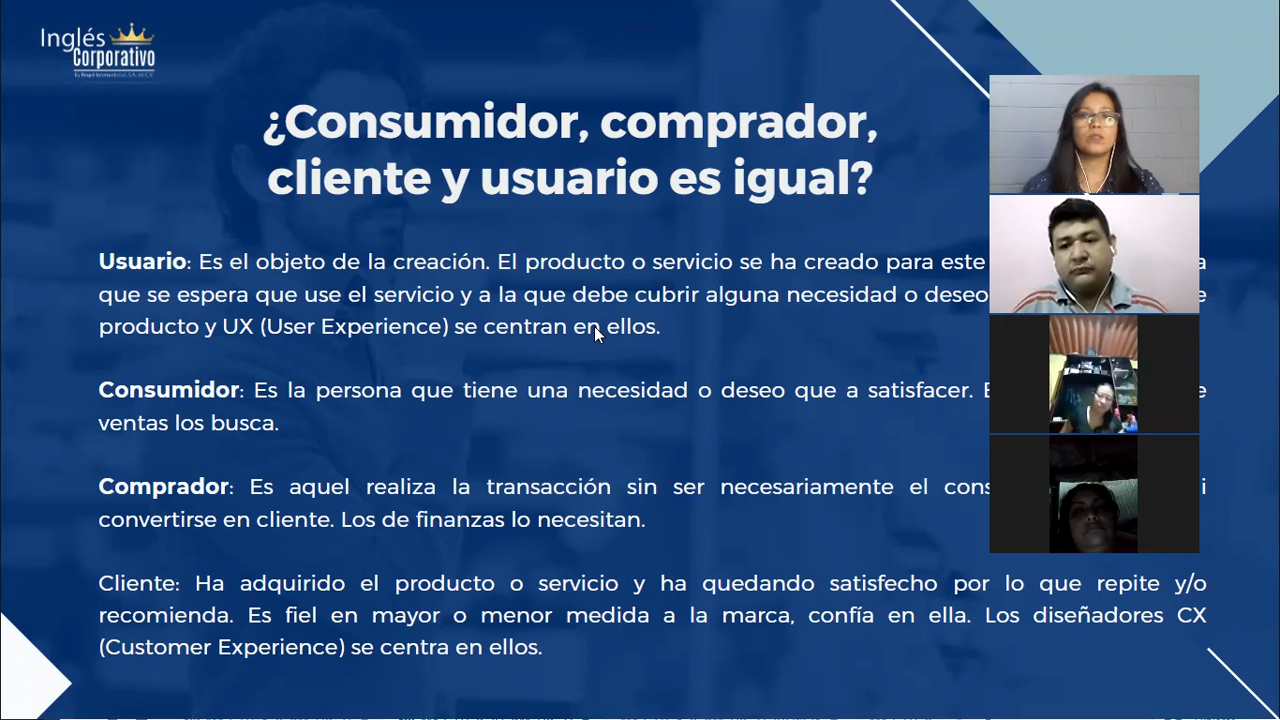 Inglés
Corporativo
¿Consumidor, comprador,
cliente y usuario es igual?
Usuario: Es el objeto de la creación. El producto o servicio se ha creado para este
que se espera que use el servicio y a la que debe cubrir alguna necesidad o deseo
producto y UX (User Experience) se centran en ellos.
Consumidor: Es la persona que tiene una necesidad o deseo que a satisfacer.
ventas los busca.
Comprador: Es aquel realiza la transacción sin ser necesariamente el
convertirse en cliente. Los de finanzas lo necesitan.
Cliente: Ha adquirido el producto o servicio y ha quedando satisfecho por lo que repite y/o
recomienda. Es fiel en mayor o menor medida a la marca, confía en ella. Los diseñadores CX
(Customer Experience) se centra en ellos.